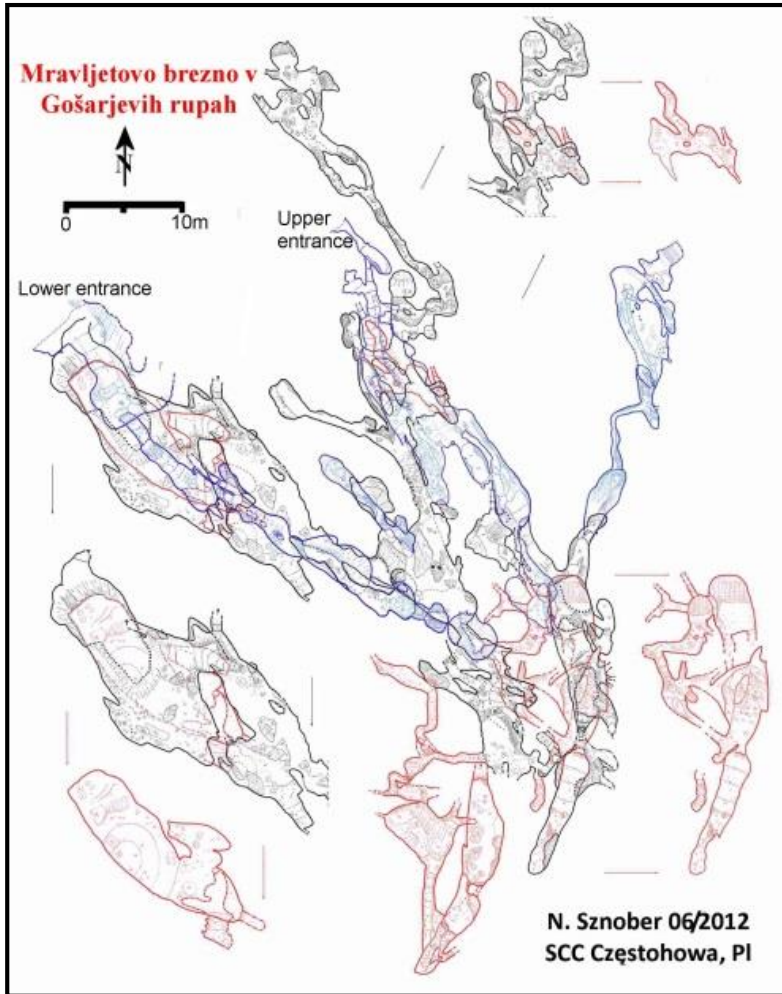 Mravljetovo brezno v
Gošarjevih rupah
N
0 10m
Upper
entrance
Lower entrance
N. Sznober 06/2012
SCC Częstohowa, Pl